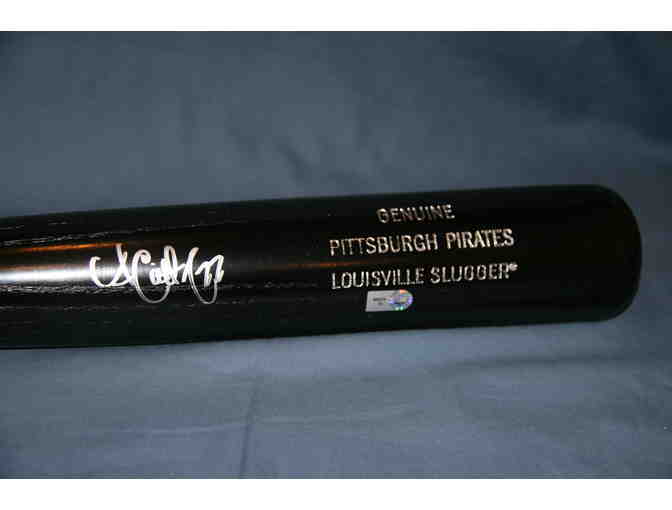 GENUINE
PITTSBURGH PIRATES
LOUISVILLE SLUGGER®